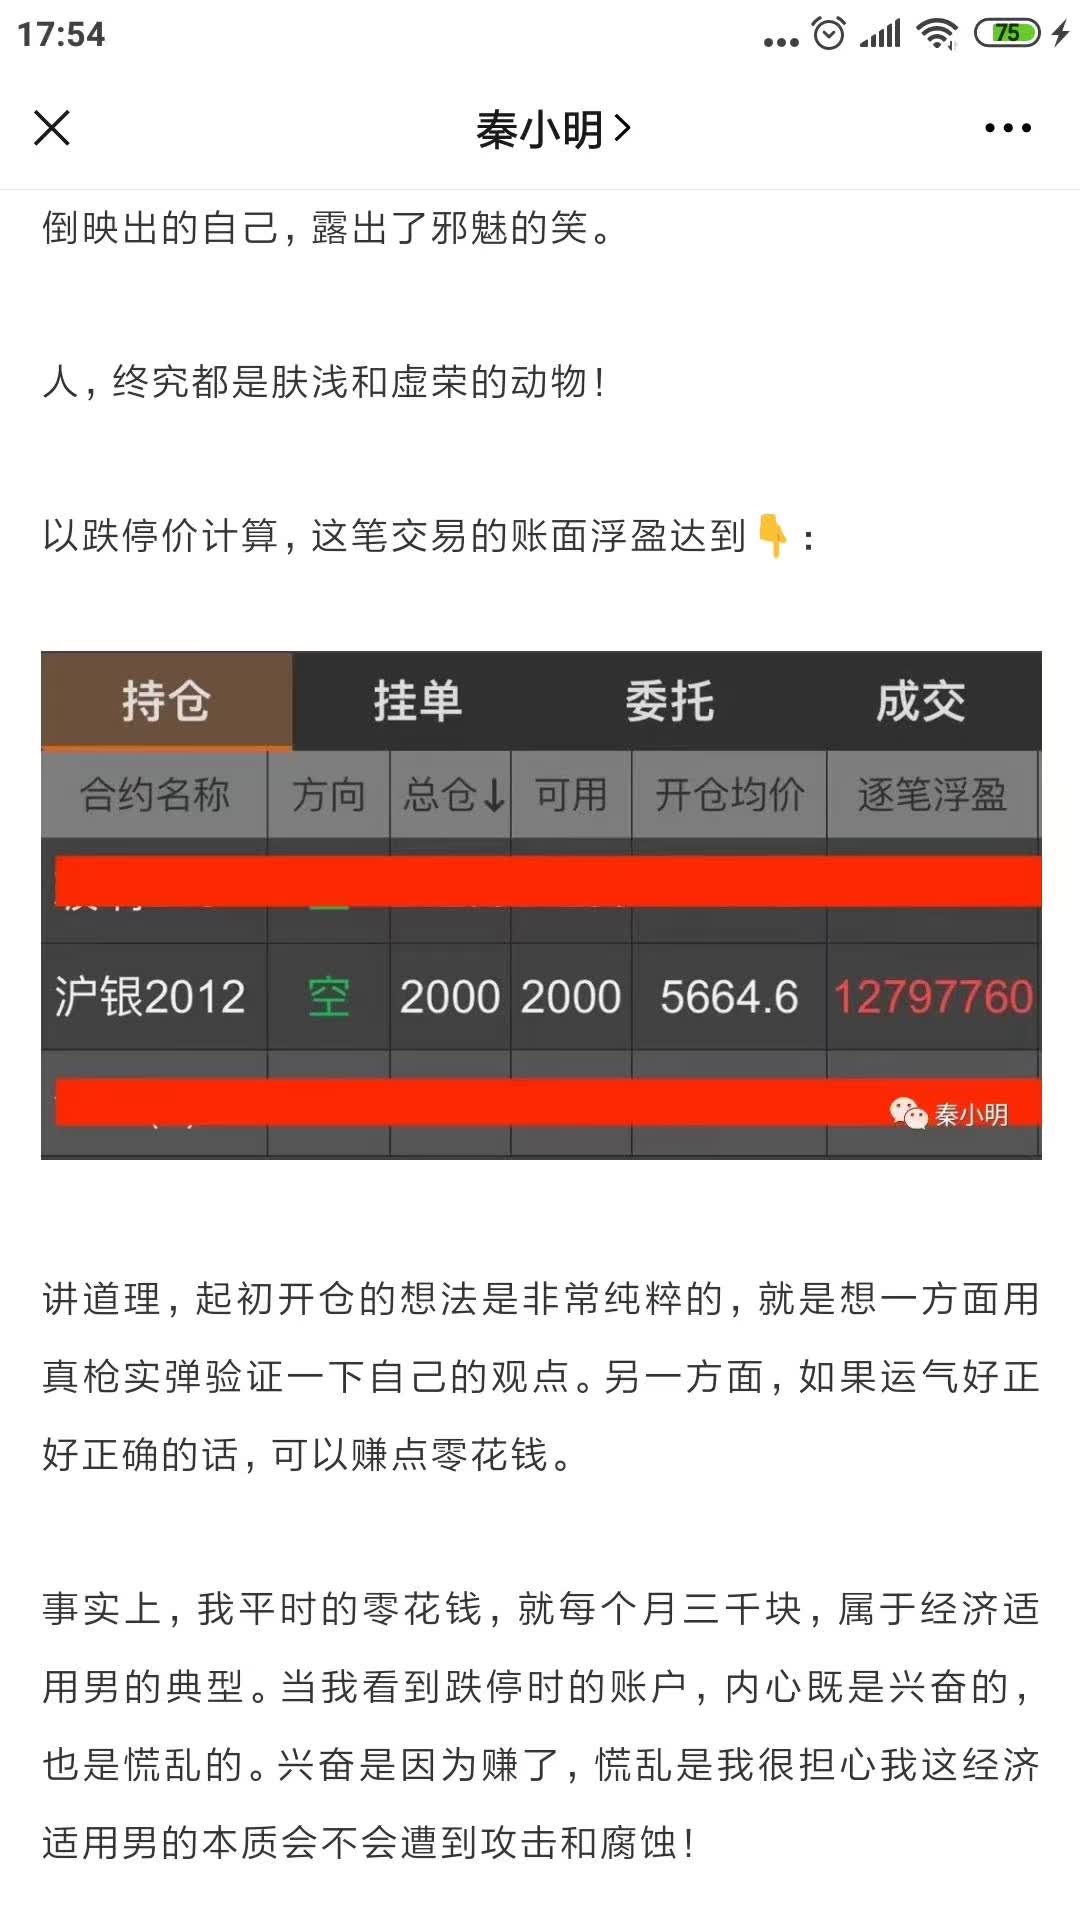 17:54
75
秦小明
倒映出的自己，露出了邪魅的笑。
人，终究都是肤浅和虚荣的动物！
以跌停价计算，这笔交易的账面浮盈达到👇：
持仓 挂单 委托 成交
合约名称 方向 总仓↓ 可用 开仓均价 逐笔浮盈
沪银2012 空 2000 2000 5664.6 12797760
秦小明
讲道理，起初开仓的想法是非常纯粹的，就是想一方面用
真枪实弹验证一下自己的观点。另一方面，如果运气好正
好正确的话，可以赚点零花钱。
事实上，我平时的零花钱，就每个月三千块，属于经济适
用男的典型。当我看到跌停时的账户，内心既是兴奋的，
也是慌乱的。兴奋是因为赚了，慌乱是我很担心我这经济
适用男的本质会不会遭到攻击和腐蚀！